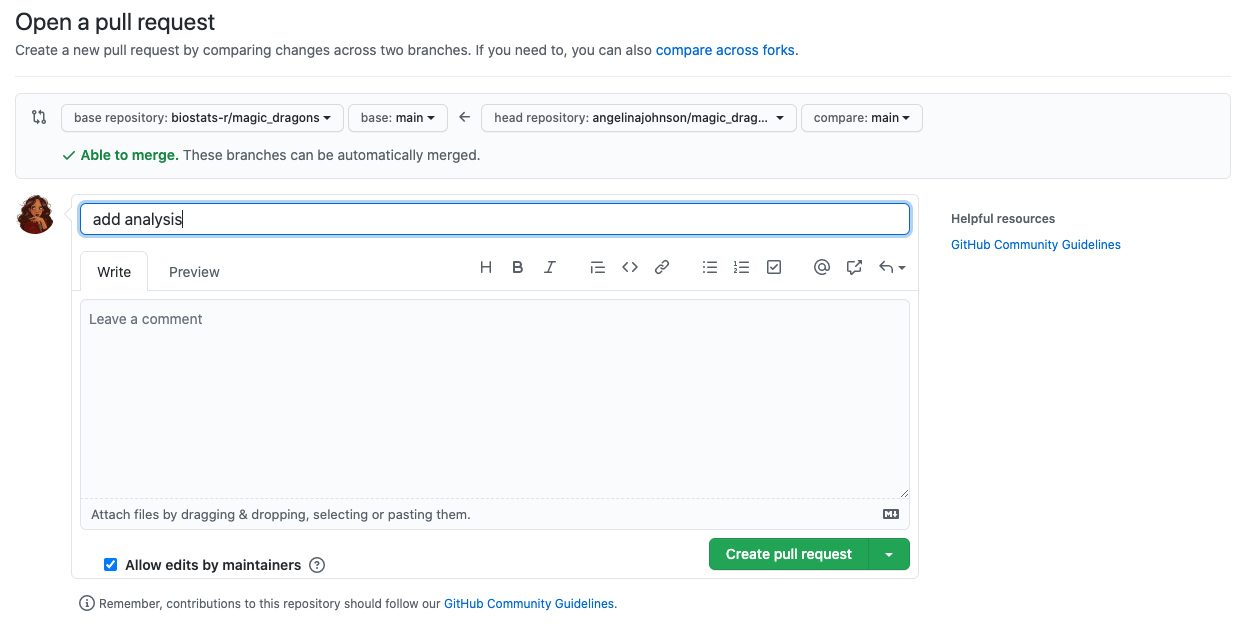 Open a pull request
Create a new pull request by comparing changes across two branches. If you need to, you can also compare across forks.
base repository: biostats-r/magic_dragons
base: main
head repository: angelinajohnson/magic_drag...
compare: main
Able to merge. These branches can be automatically merged.
add analysis
Helpful resources
GitHub Community Guidelines
Write
Preview
Leave a comment
Attach files by dragging & dropping, selecting or pasting them.
Allow edits by maintainers
Create pull request
Remember, contributions to this repository should follow our GitHub Community Guidelines.